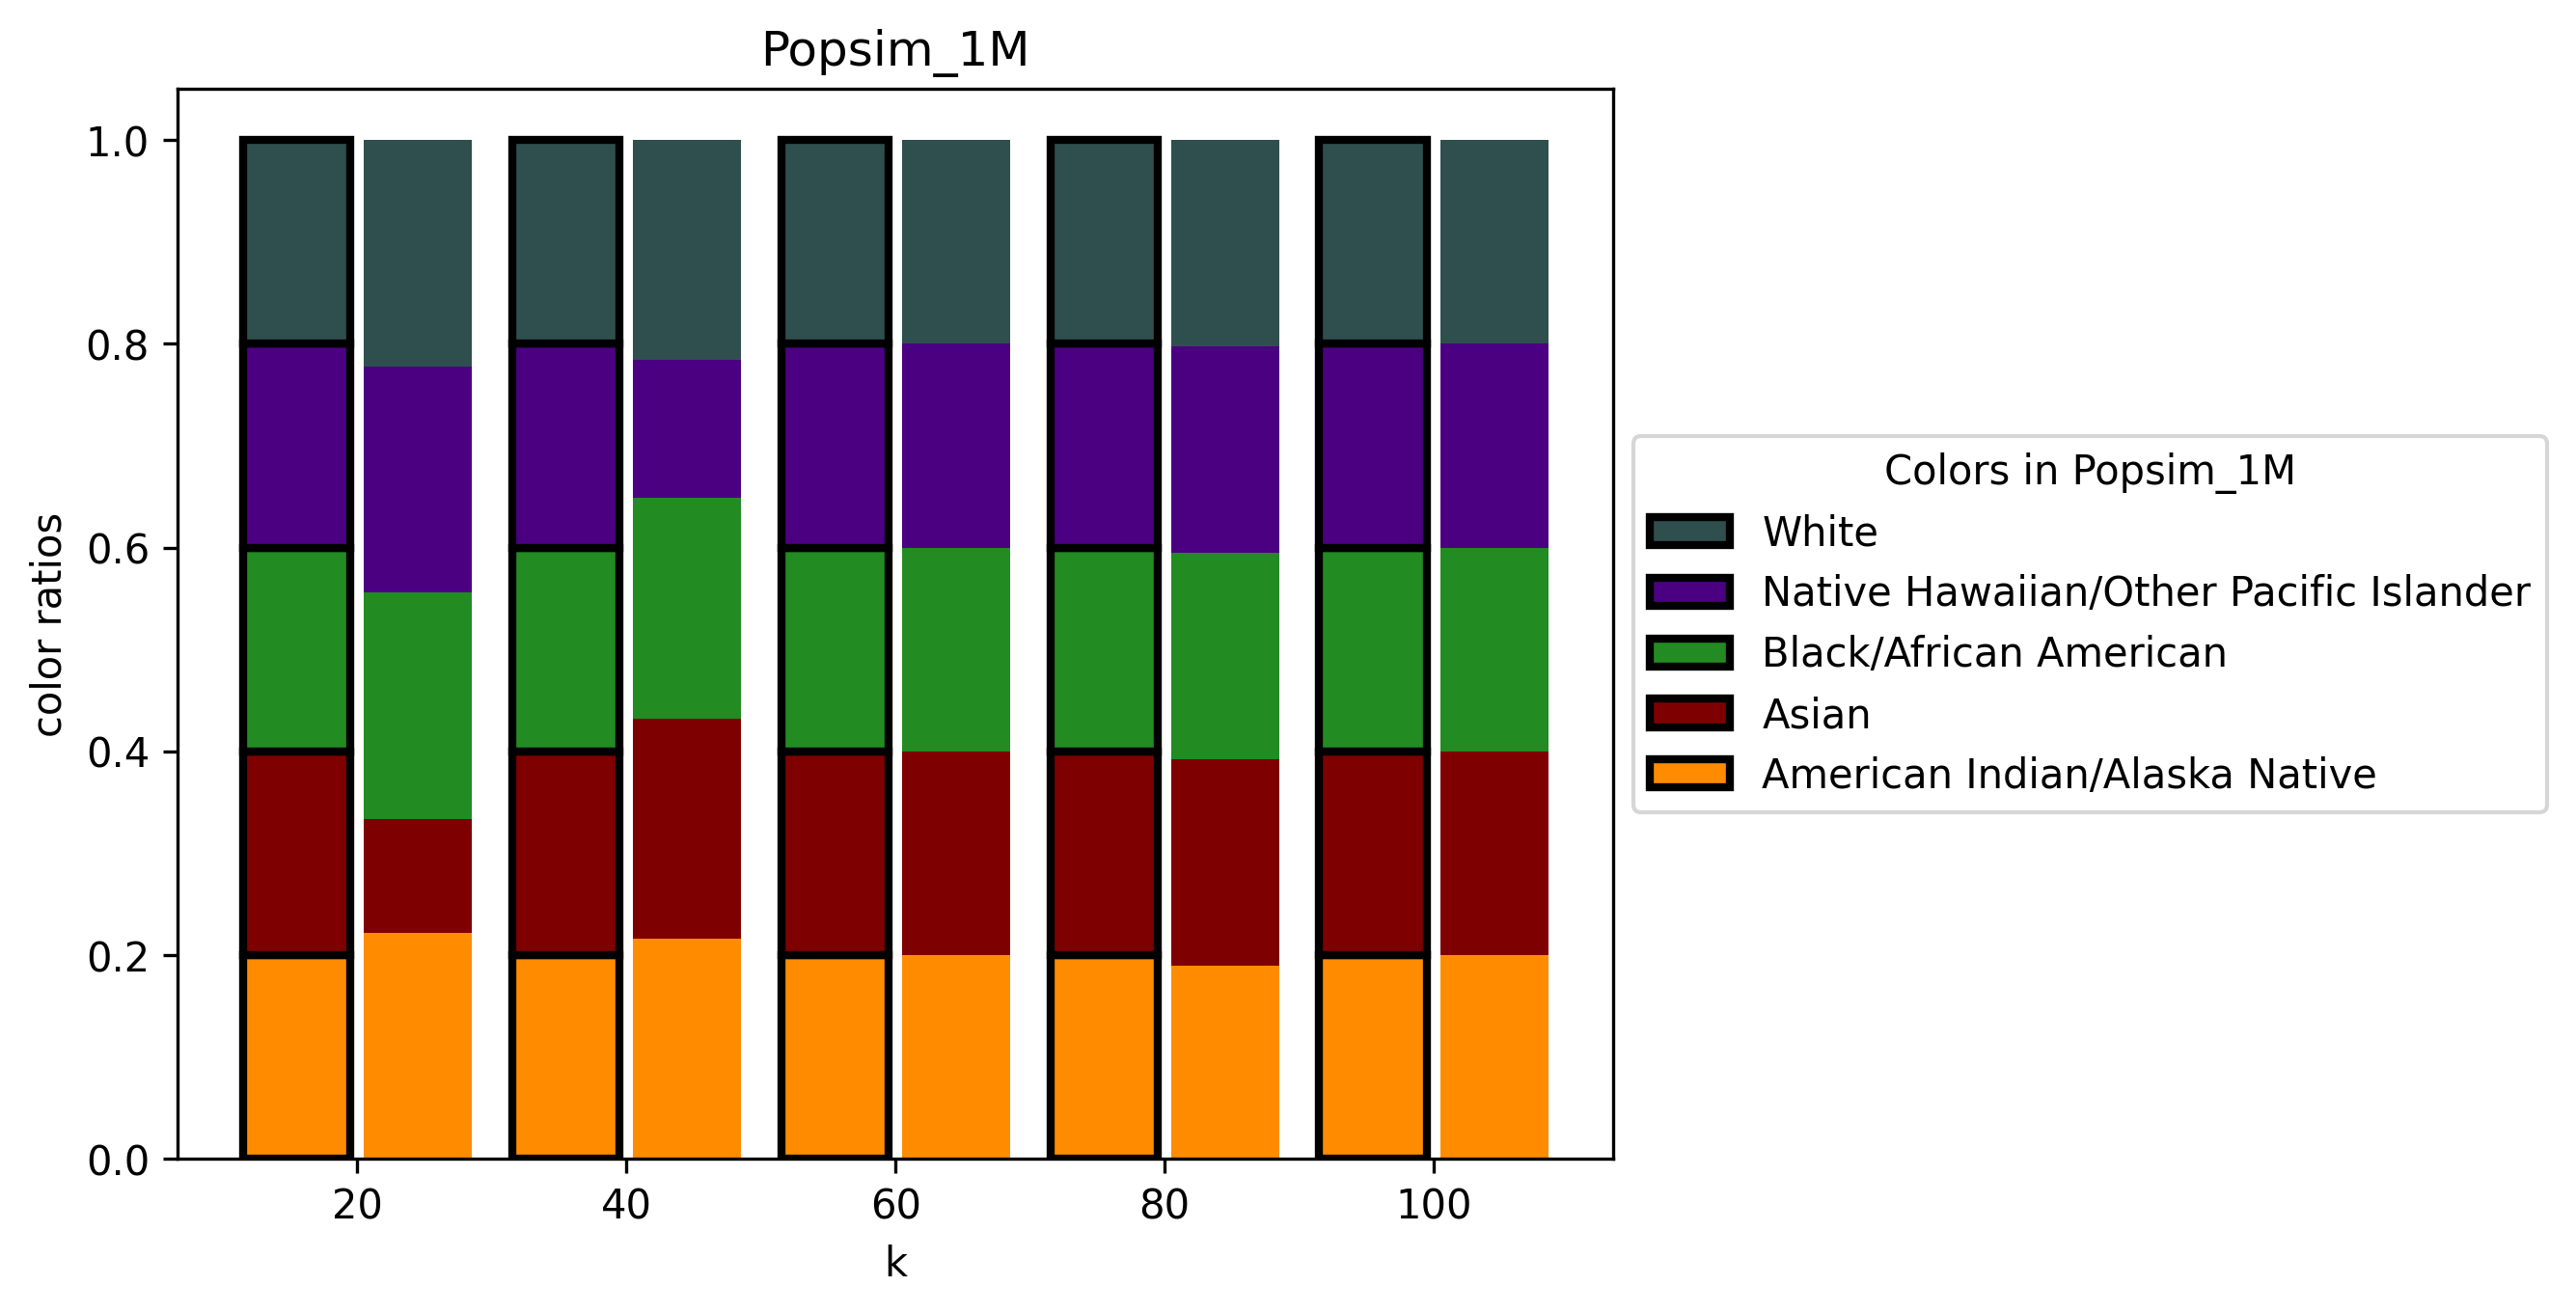 Popsim_1M
1.0
0.8
0.6
0.4
0.2
0.0
color ratios
20 40 60 80 100
k
Colors in Popsim_1M
White
Native Hawaiian/Other Pacific Islander
Black/African American
Asian
American Indian/Alaska Native